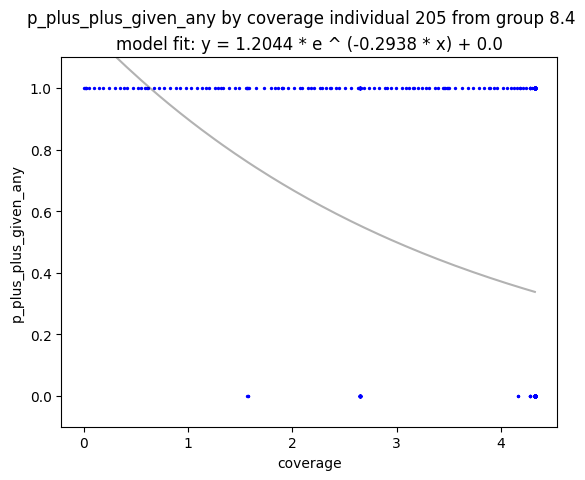 p_plus_plus_given_any by coverage individual 205 from group 8.4
model fit: y = 1.2044 * e ^ (-0.2938 * x) + 0.0
1.0
0.8
0.6
0.4
0.2
0.0
p_plus_plus_given_any
0 1 2 3 4
coverage